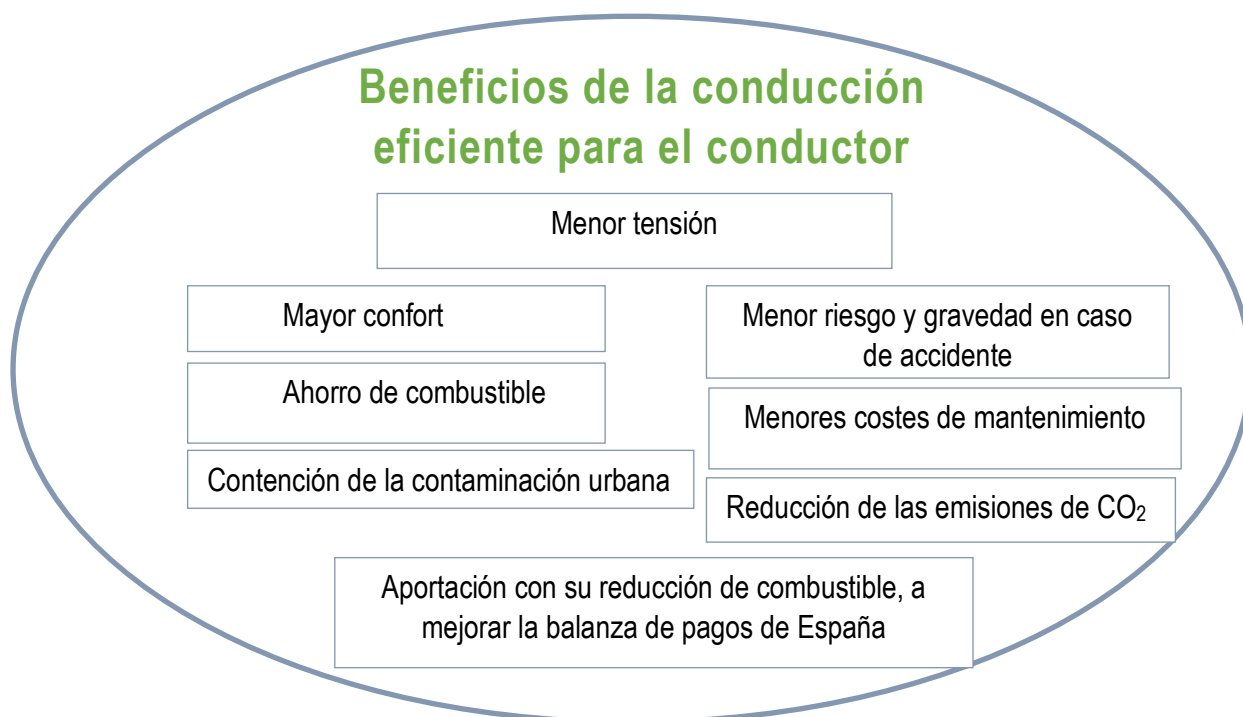 Beneficios de la conducción
eficiente para el conductor
Menor tensión
Mayor confort
Ahorro de combustible
Contención de la contaminación urbana
Menor riesgo y gravedad en caso
de accidente
Menores costes de mantenimiento
Reducción de las emisiones de CO₂
Aportación con su reducción de combustible, a
mejorar la balanza de pagos de España